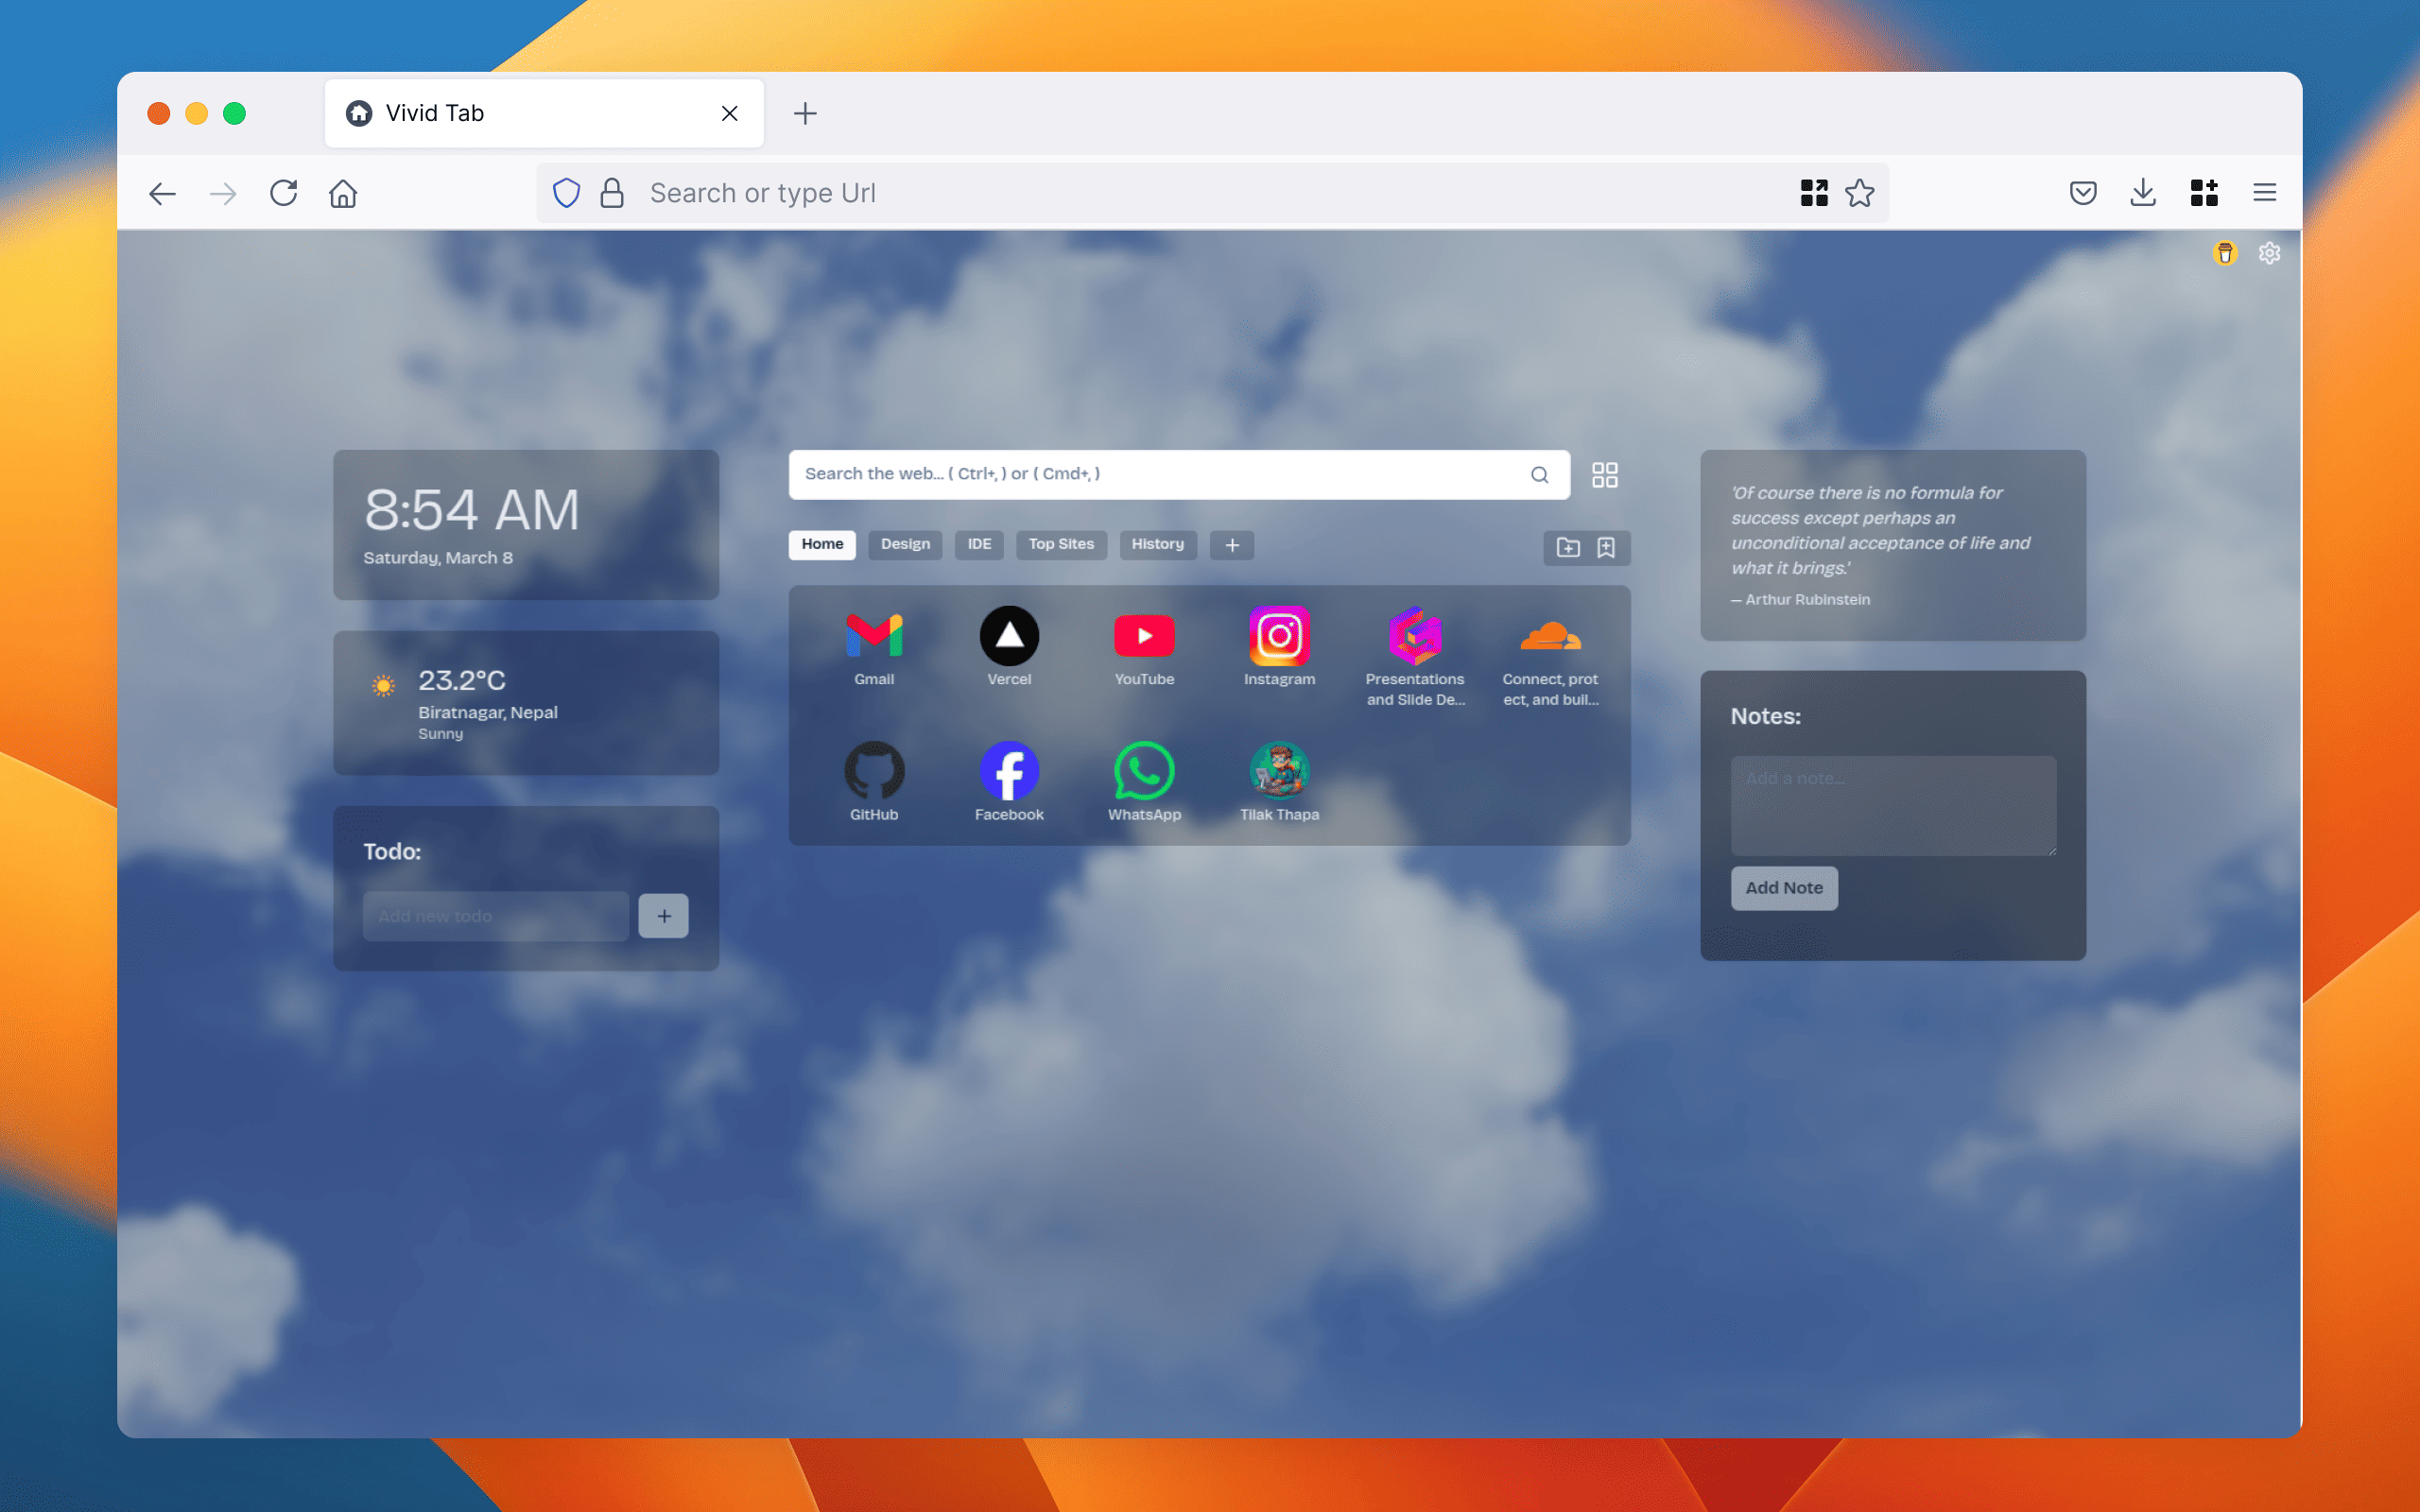 Vivid Tab
Search or type Url
8:54 AM
Saturday, March 8
23.2°C
Biratnagar, Nepal
Sunny
Todo:
Add new todo
Search the web... ( Ctrl+, ) or ( Cmd+, )
Home
Design
IDE
Top Sites
History
Gmail
Vercel
YouTube
Instagram
Presentations
and Slide De...
Connect, prot
ect, and buil...
GitHub
Facebook
WhatsApp
Tilak Thapa
'Of course there is no formula for
success except perhaps an
unconditional acceptance of life and
what it brings.'
— Arthur Rubinstein
Notes:
Add a note...
Add Note